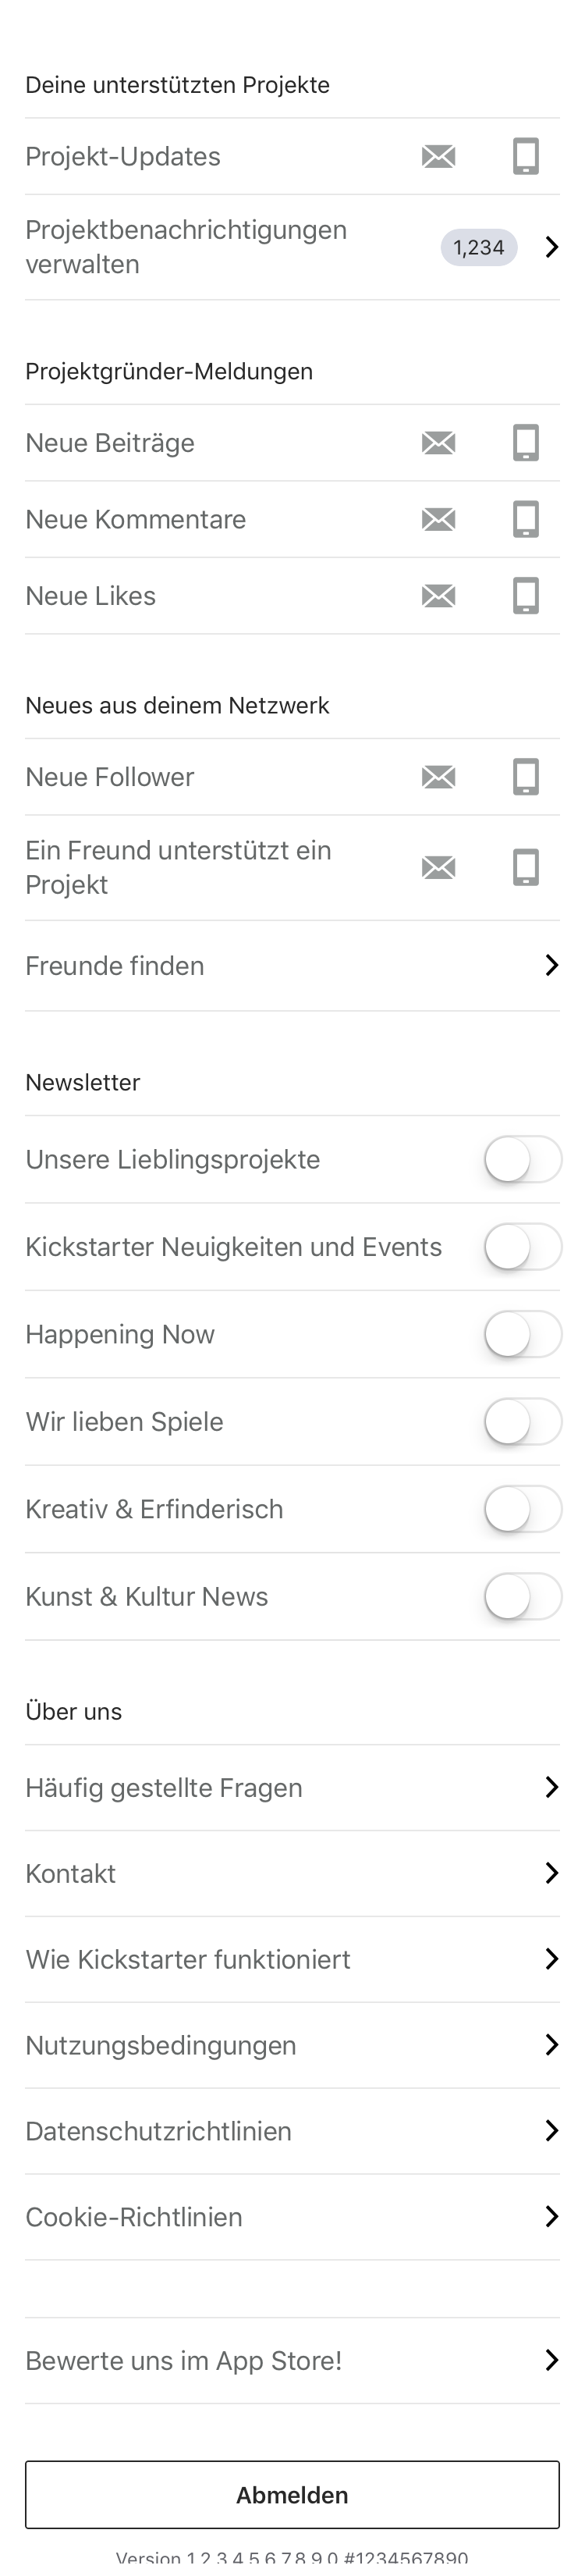 Deine unterstützten Projekte
Projekt-Updates
Projektbenachrichtigungen
verwalten
1,234
Projektgründer-Meldungen
Neue Beiträge
Neue Kommentare
Neue Likes
Neues aus deinem Netzwerk
Neue Follower
Ein Freund unterstützt ein
Projekt
Freunde finden
Newsletter
Unsere Lieblingsprojekte
Kickstarter Neuigkeiten und Events
Happening Now
Wir lieben Spiele
Kreativ & Erfinderisch
Kunst & Kultur News
Über uns
Häufig gestellte Fragen
Kontakt
Wie Kickstarter funktioniert
Nutzungsbedingungen
Datenschutzrichtlinien
Cookie-Richtlinien
Bewerte uns im App Store!
Abmelden
Version 1.2.3.4.5.6.7.8.9.0 #1234567890